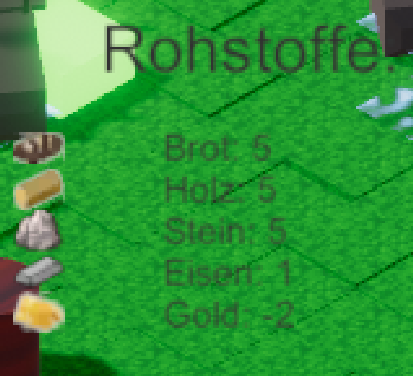 Rohstoffe:
Brot: 5
Holz: 5
Stein: 5
Eisen: 1
Gold: -2